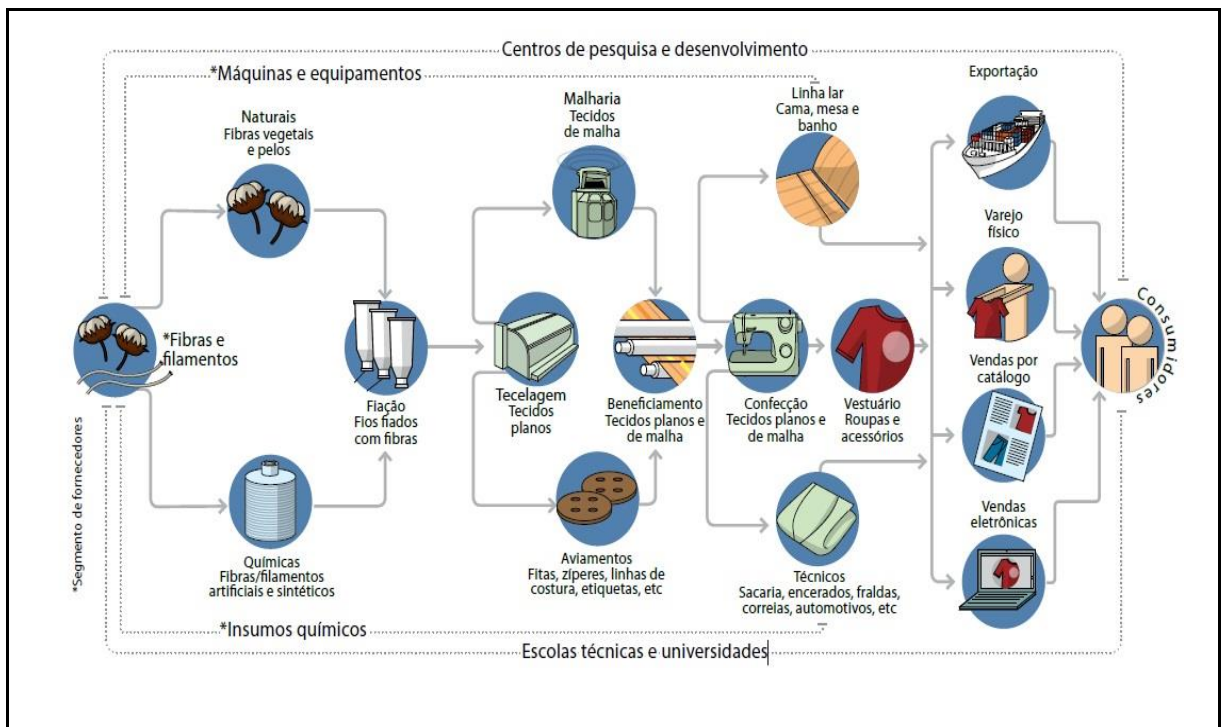 Centros de pesquisa e desenvolvimento
*Máquinas e equipamentos
Exportação
Naturais
Fibras vegetais
e pelos
Malharia
Tecidos
de malha
Linha lar
Cama, mesa e
banho
Varejo
físico
*Fibras e
filamentos
Fiação
Fios fiados
com fibras
Tecelagem
Tecidos
planos
Beneficiamento
Tecidos planos e
de malha
Confecção
Tecidos planos e
de malha
Vestuário
Roupas e
acessórios
Vendas por
catálogo
Consumidores
Químicas
Fibras/filamentos
artificiais e sintéticos
Aviamentos
Fitas, zíperes, linhas de
costura, etiquetas, etc
Técnicos
Sacaria, encerados, fraldas,
correias, automotivos, etc
Vendas
eletrônicas
*Segmento de fornecedores
*Insumos químicos
Escolas técnicas e universidades